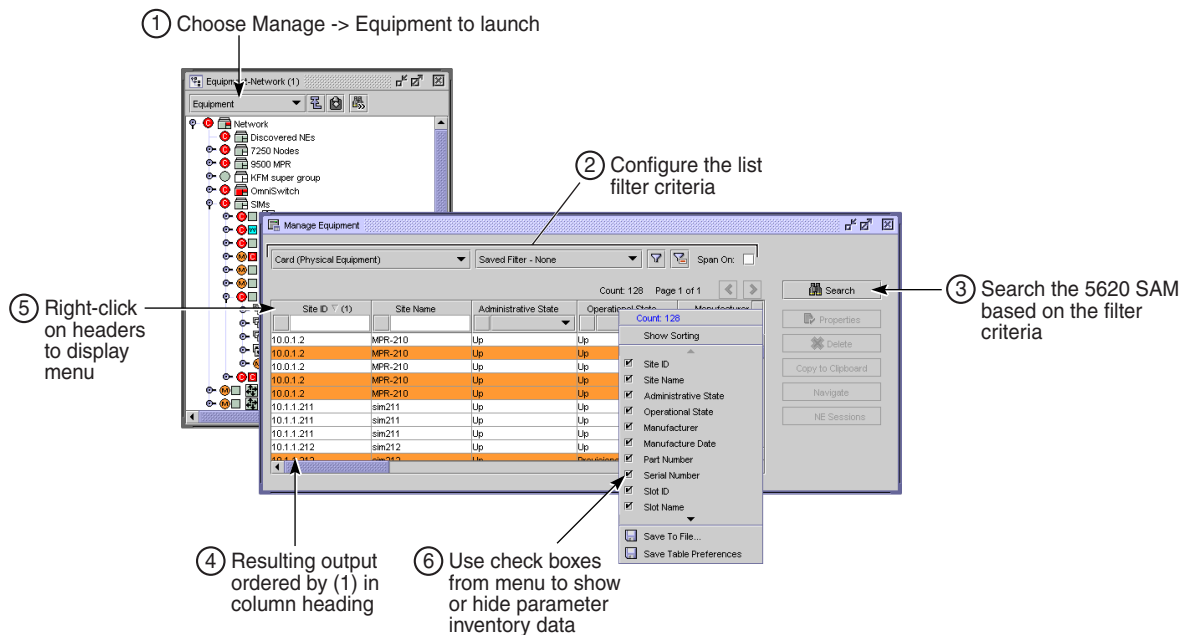 1 Choose Manage -> Equipment to launch
Equipment-Network (1)
Equipment
Network
Discovered NEs
7250 Nodes
9500 MPR
KFM super group
OmniSwitch
SIMs
2 Configure the list
filter criteria
Manage Equipment
Card (Physical Equipment)
Saved Filter - None
Span On:
Count: 128 Page 1 of 1
Search
Properties
Delete
Copy to Clipboard
Navigate
NE Sessions
3 Search the 5620 SAM
based on the filter
criteria
5 Right-click
on headers
to display
menu
Site ID (1) Site Name Administrative State Operational State Manufacturer
10.0.1.2 MPR-210 Up Up
10.0.1.2 MPR-210 Up Up
10.0.1.2 MPR-210 Up Up
10.0.1.2 MPR-210 Up Up
10.0.1.2 MPR-210 Up Up
10.1.1.211 sim211 Up Up
10.1.1.211 sim211 Up Up
10.1.1.211 sim211 Up Up
10.1.1.212 sim212 Up Up
10.1.1.212 sim212 Up
Count: 128
Show Sorting
Site ID
Site Name
Administrative State
Operational State
Manufacturer
Manufacture Date
Part Number
Serial Number
Slot ID
Slot Name
Save To File...
Save Table Preferences
4 Resulting output
ordered by (1) in
column heading
6 Use check boxes
from menu to show
or hide parameter
inventory data